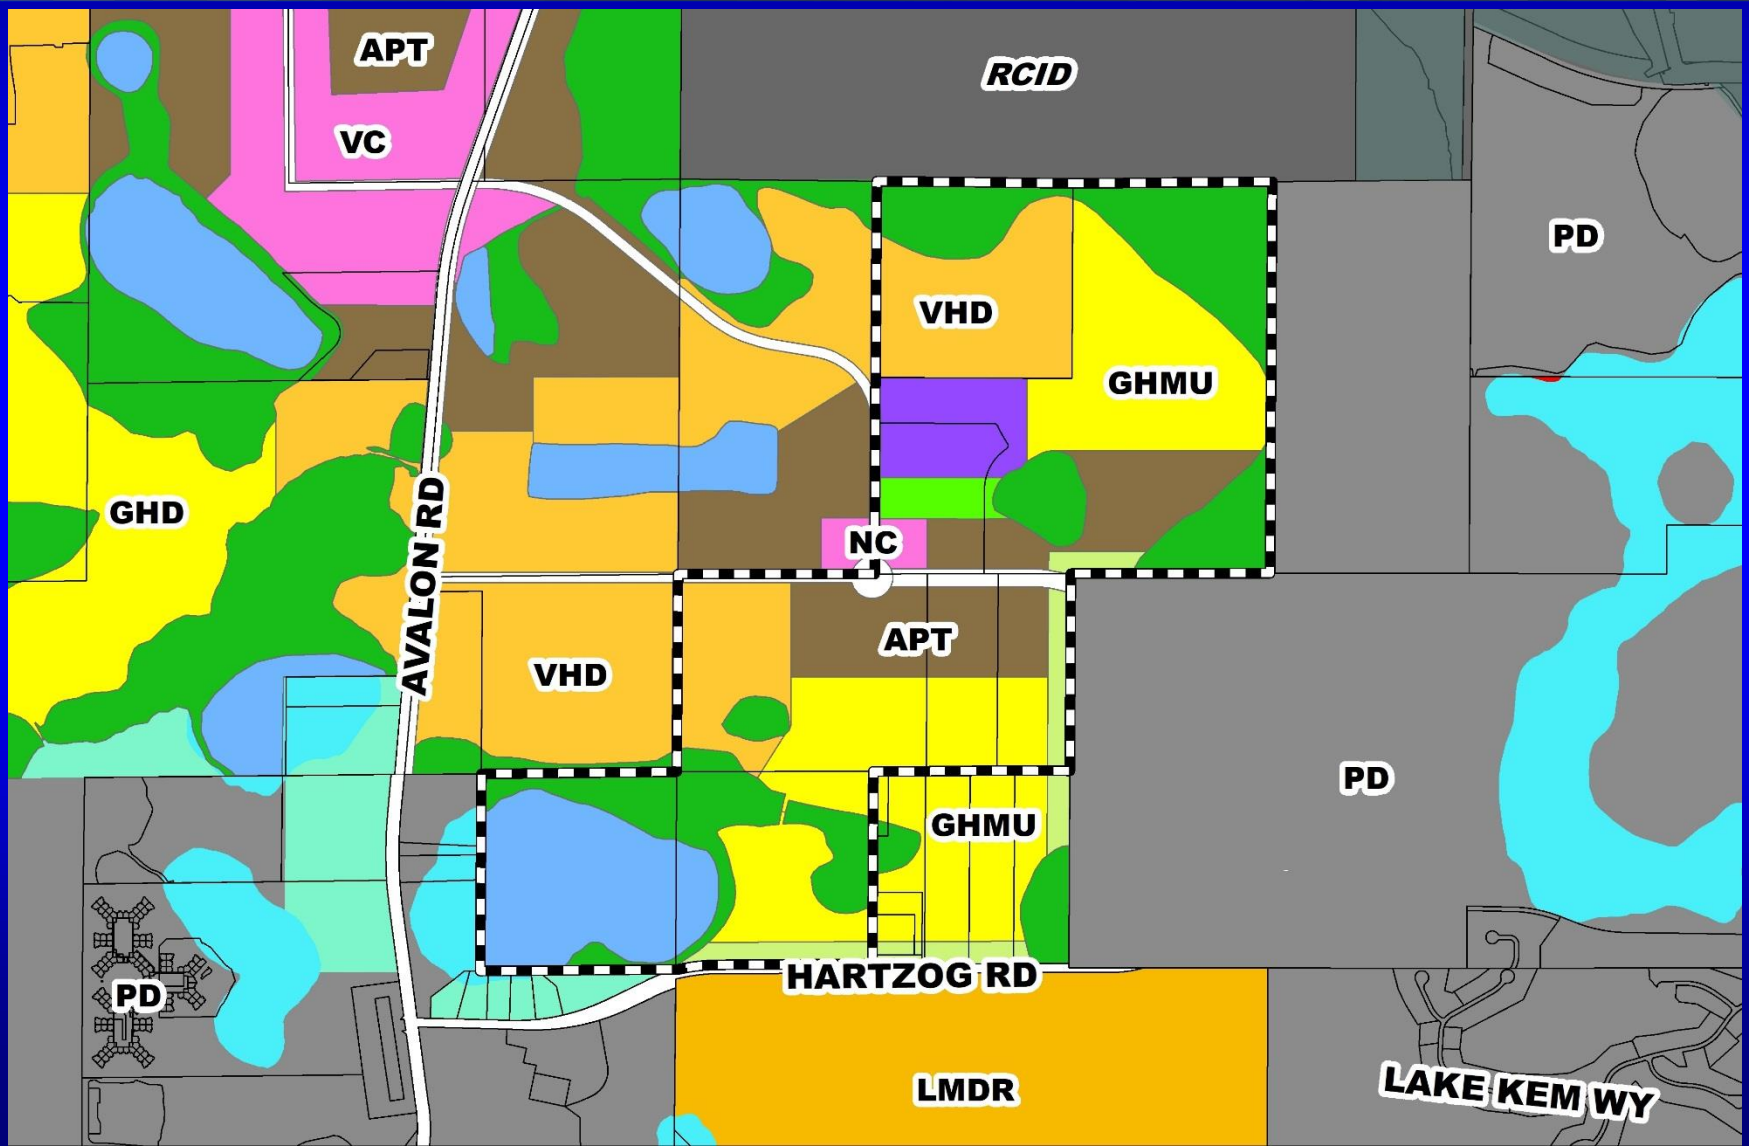 APT
RCID
VC
PD
VHD
GHMU
GHD
NC
AVALON RD
APT
VHD
PD
GHMU
HARTZOG RD
PD
LMDR
LAKE KEM WY